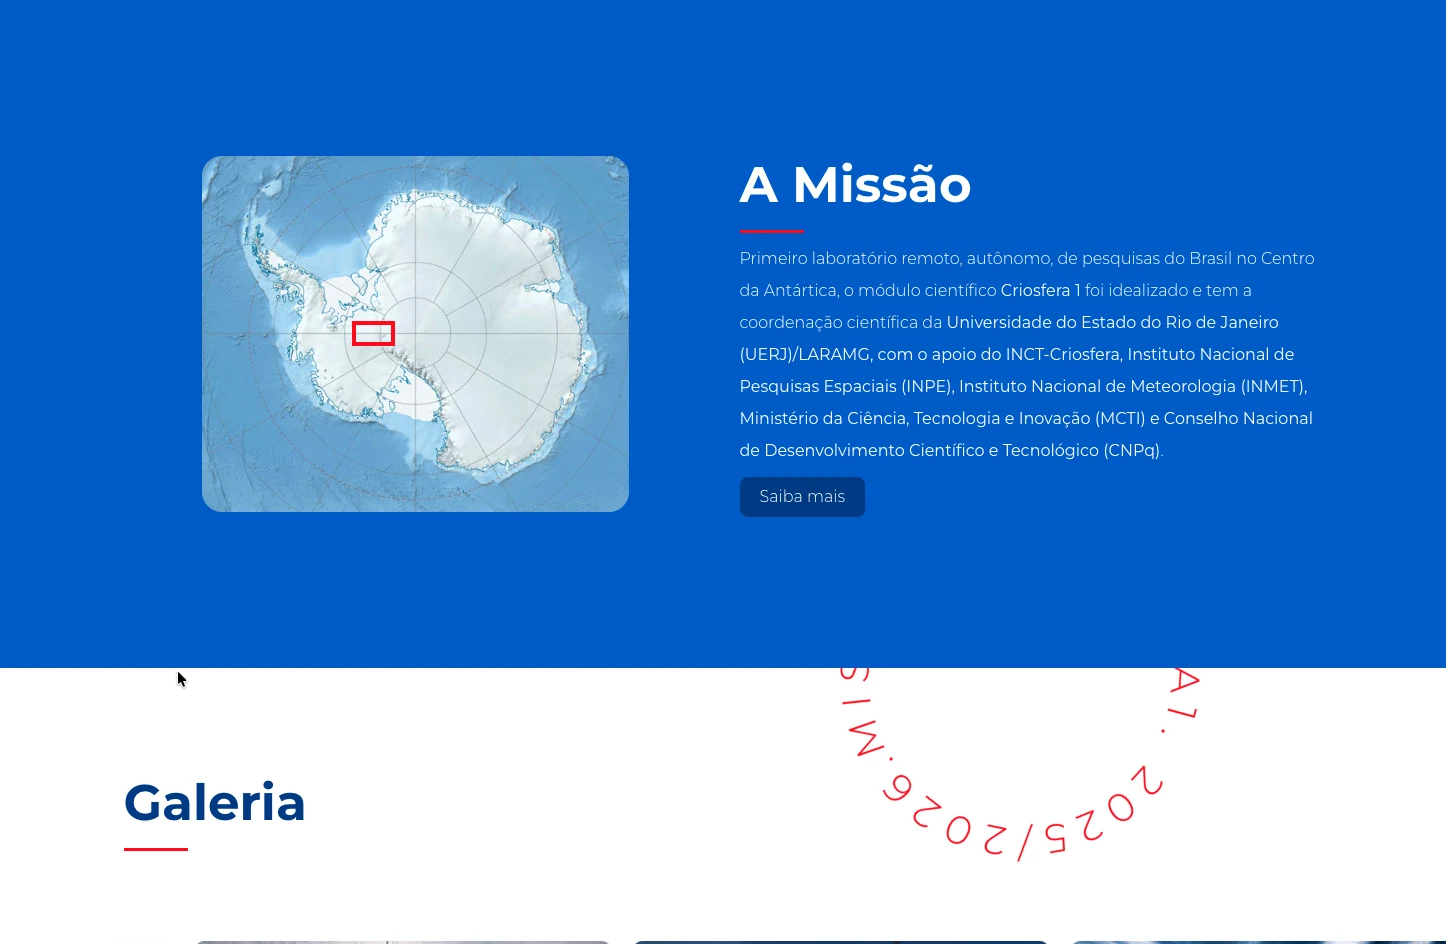 A Missão
Primeiro laboratório remoto, autônomo, de pesquisas do Brasil no Centro
da Antártica, o módulo científico Criosfera 1 foi idealizado e tem a
coordenação científica da Universidade do Estado do Rio de Janeiro
(UERJ)/LARAMG, com o apoio do INCT-Criosfera, Instituto Nacional de
Pesquisas Espaciais (INPE), Instituto Nacional de Meteorologia (INMET),
Ministério da Ciência, Tecnologia e Inovação (MCTI) e Conselho Nacional
de Desenvolvimento Científico e Tecnológico (CNPq).
Saiba mais
Galeria
2025/2026